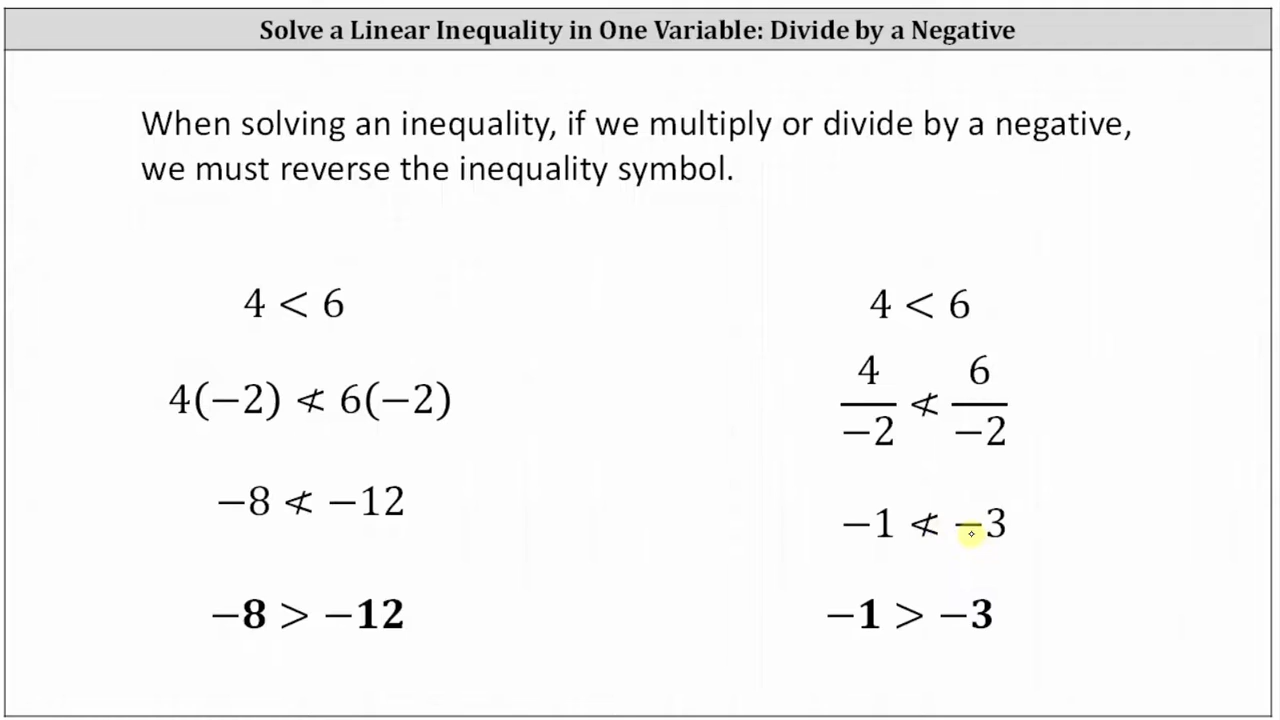 Solve a Linear Inequality in One Variable: Divide by a Negative
When solving an inequality, if we multiply or divide by a negative,
we must reverse the inequality symbol.
4 < 6
4(−2) ≮ 6(−2)
−8 ≮ −12
−8 > −12
4 < 6
4/−2 ≮ 6/−2
−1 ≮ −3
−1 > −3